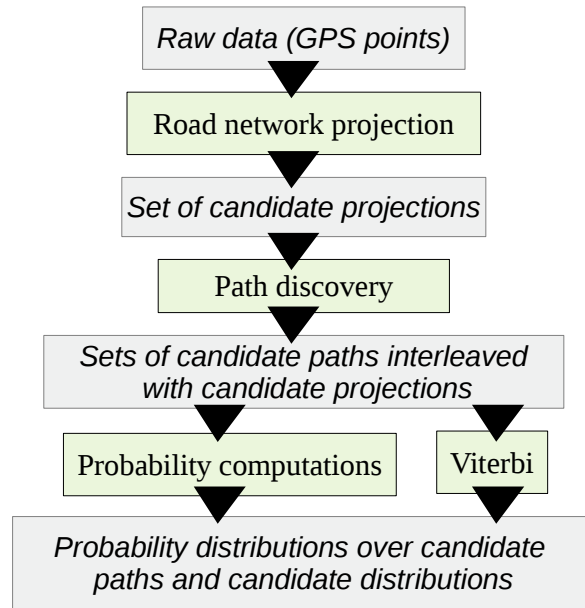 Raw data (GPS points)
Road network projection
Set of candidate projections
Path discovery
Sets of candidate paths interleaved
with candidate projections
Probability computations
Viterbi
Probability distributions over candidate
paths and candidate distributions